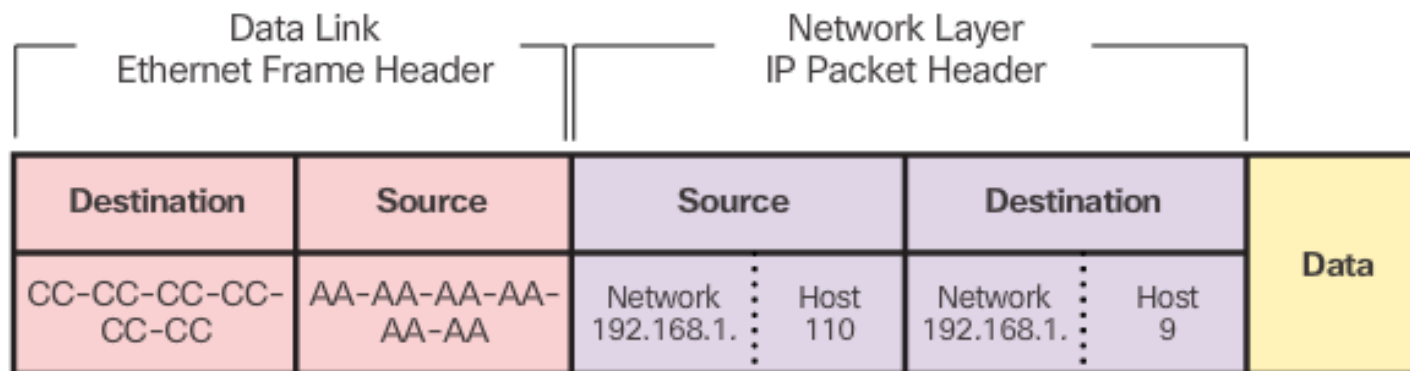 Data Link
Ethernet Frame Header
Network Layer
IP Packet Header
Destination
Source
Source
Destination
Data
CC-CC-CC-CC-
CC-CC
AA-AA-AA-AA-
AA-AA
Network
192.168.1.
Host
110
Network
192.168.1.
Host
9